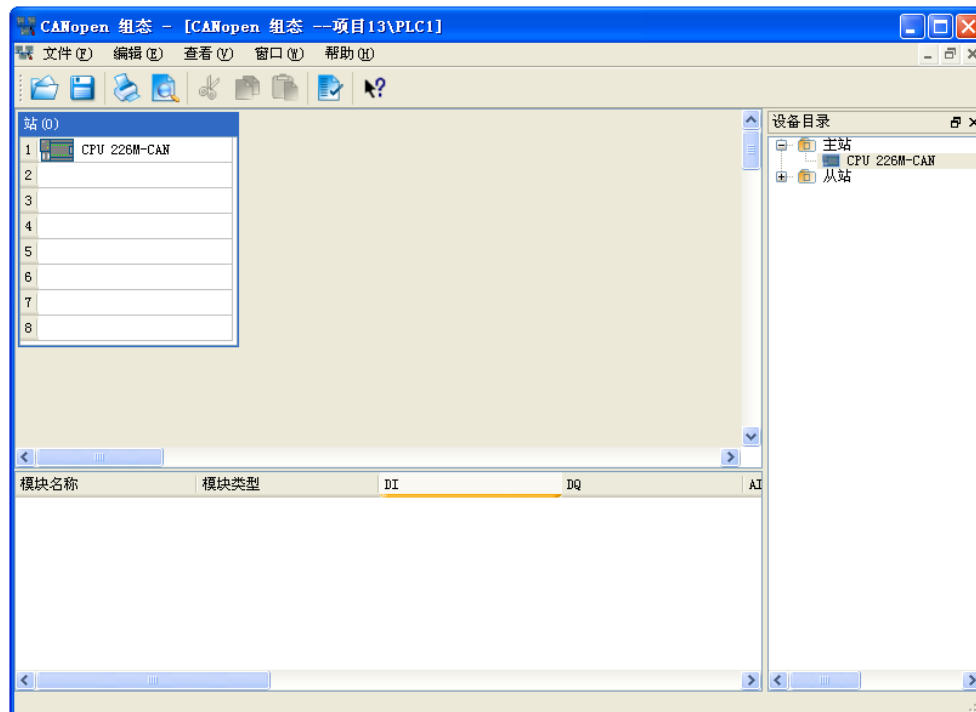 CANopen 组态 - [CANopen 组态 --项目13\PLC1]
文件(F) 编辑(E) 查看(V) 窗口(W) 帮助(H)
站(0)
1 CPU 226M-CAN
2
3
4
5
6
7
8
设备目录
主站
CPU 226M-CAN
从站
模块名称 模块类型 DI DQ AI